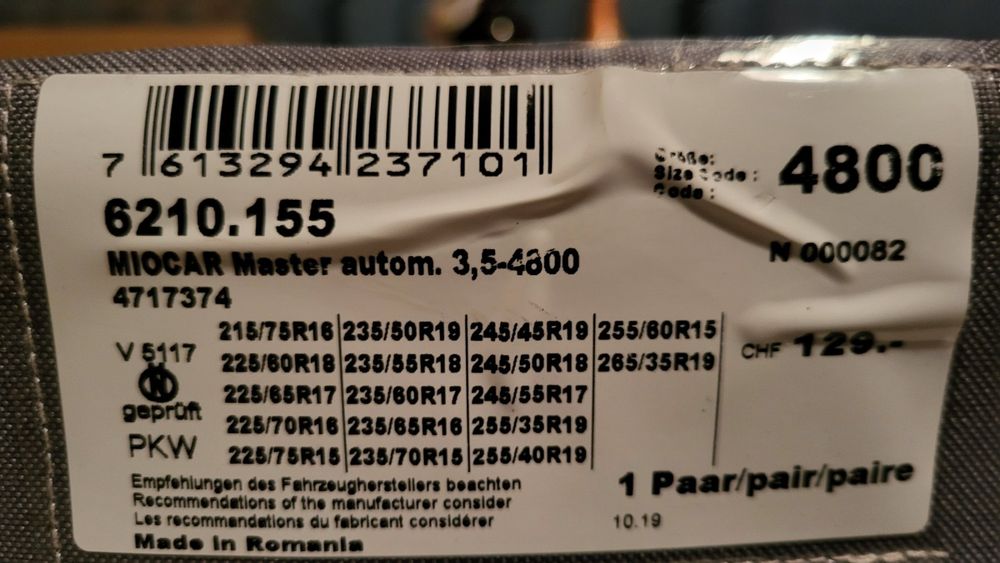 7 613294 237101
Größe:
Size Code :
Code :
4800
6210.155
N 000082
MIOCAR Master autom. 3,5-4800
4717374
215/75R16 235/50R19 245/45R19 255/60R15
225/60R18 235/55R18 245/50R18 265/35R19
225/65R17 235/60R17 245/55R17
225/70R16 235/65R16 255/35R19
225/75R15 235/70R15 255/40R19
CHF 129.-
V 5117
N
geprüft
PKW
1 Paar/pair/paire
10.19
Empfehlungen des Fahrzeugherstellers beachten
Recommendations of the manufacturer consider
Les recommandations du fabricant considérer
Made in Romania